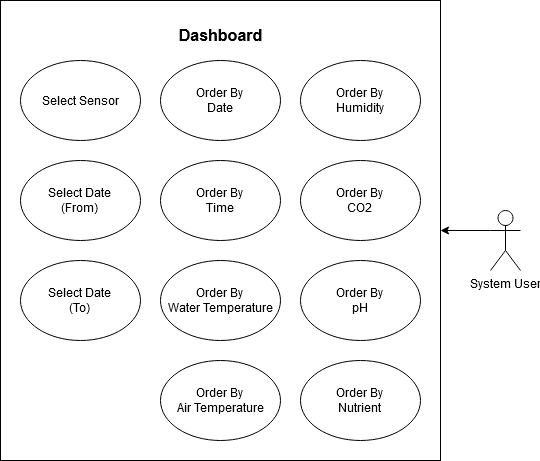 Dashboard
Select Sensor
Order By
Date
Order By
Humidity
Select Date
(From)
Order By
Time
Order By
CO2
Select Date
(To)
Order By
Water Temperature
Order By
pH
Order By
Air Temperature
Order By
Nutrient
System User